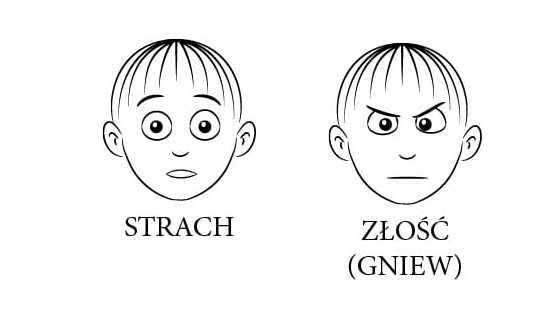 STRACH
ZŁOŚĆ
(GNIEW)